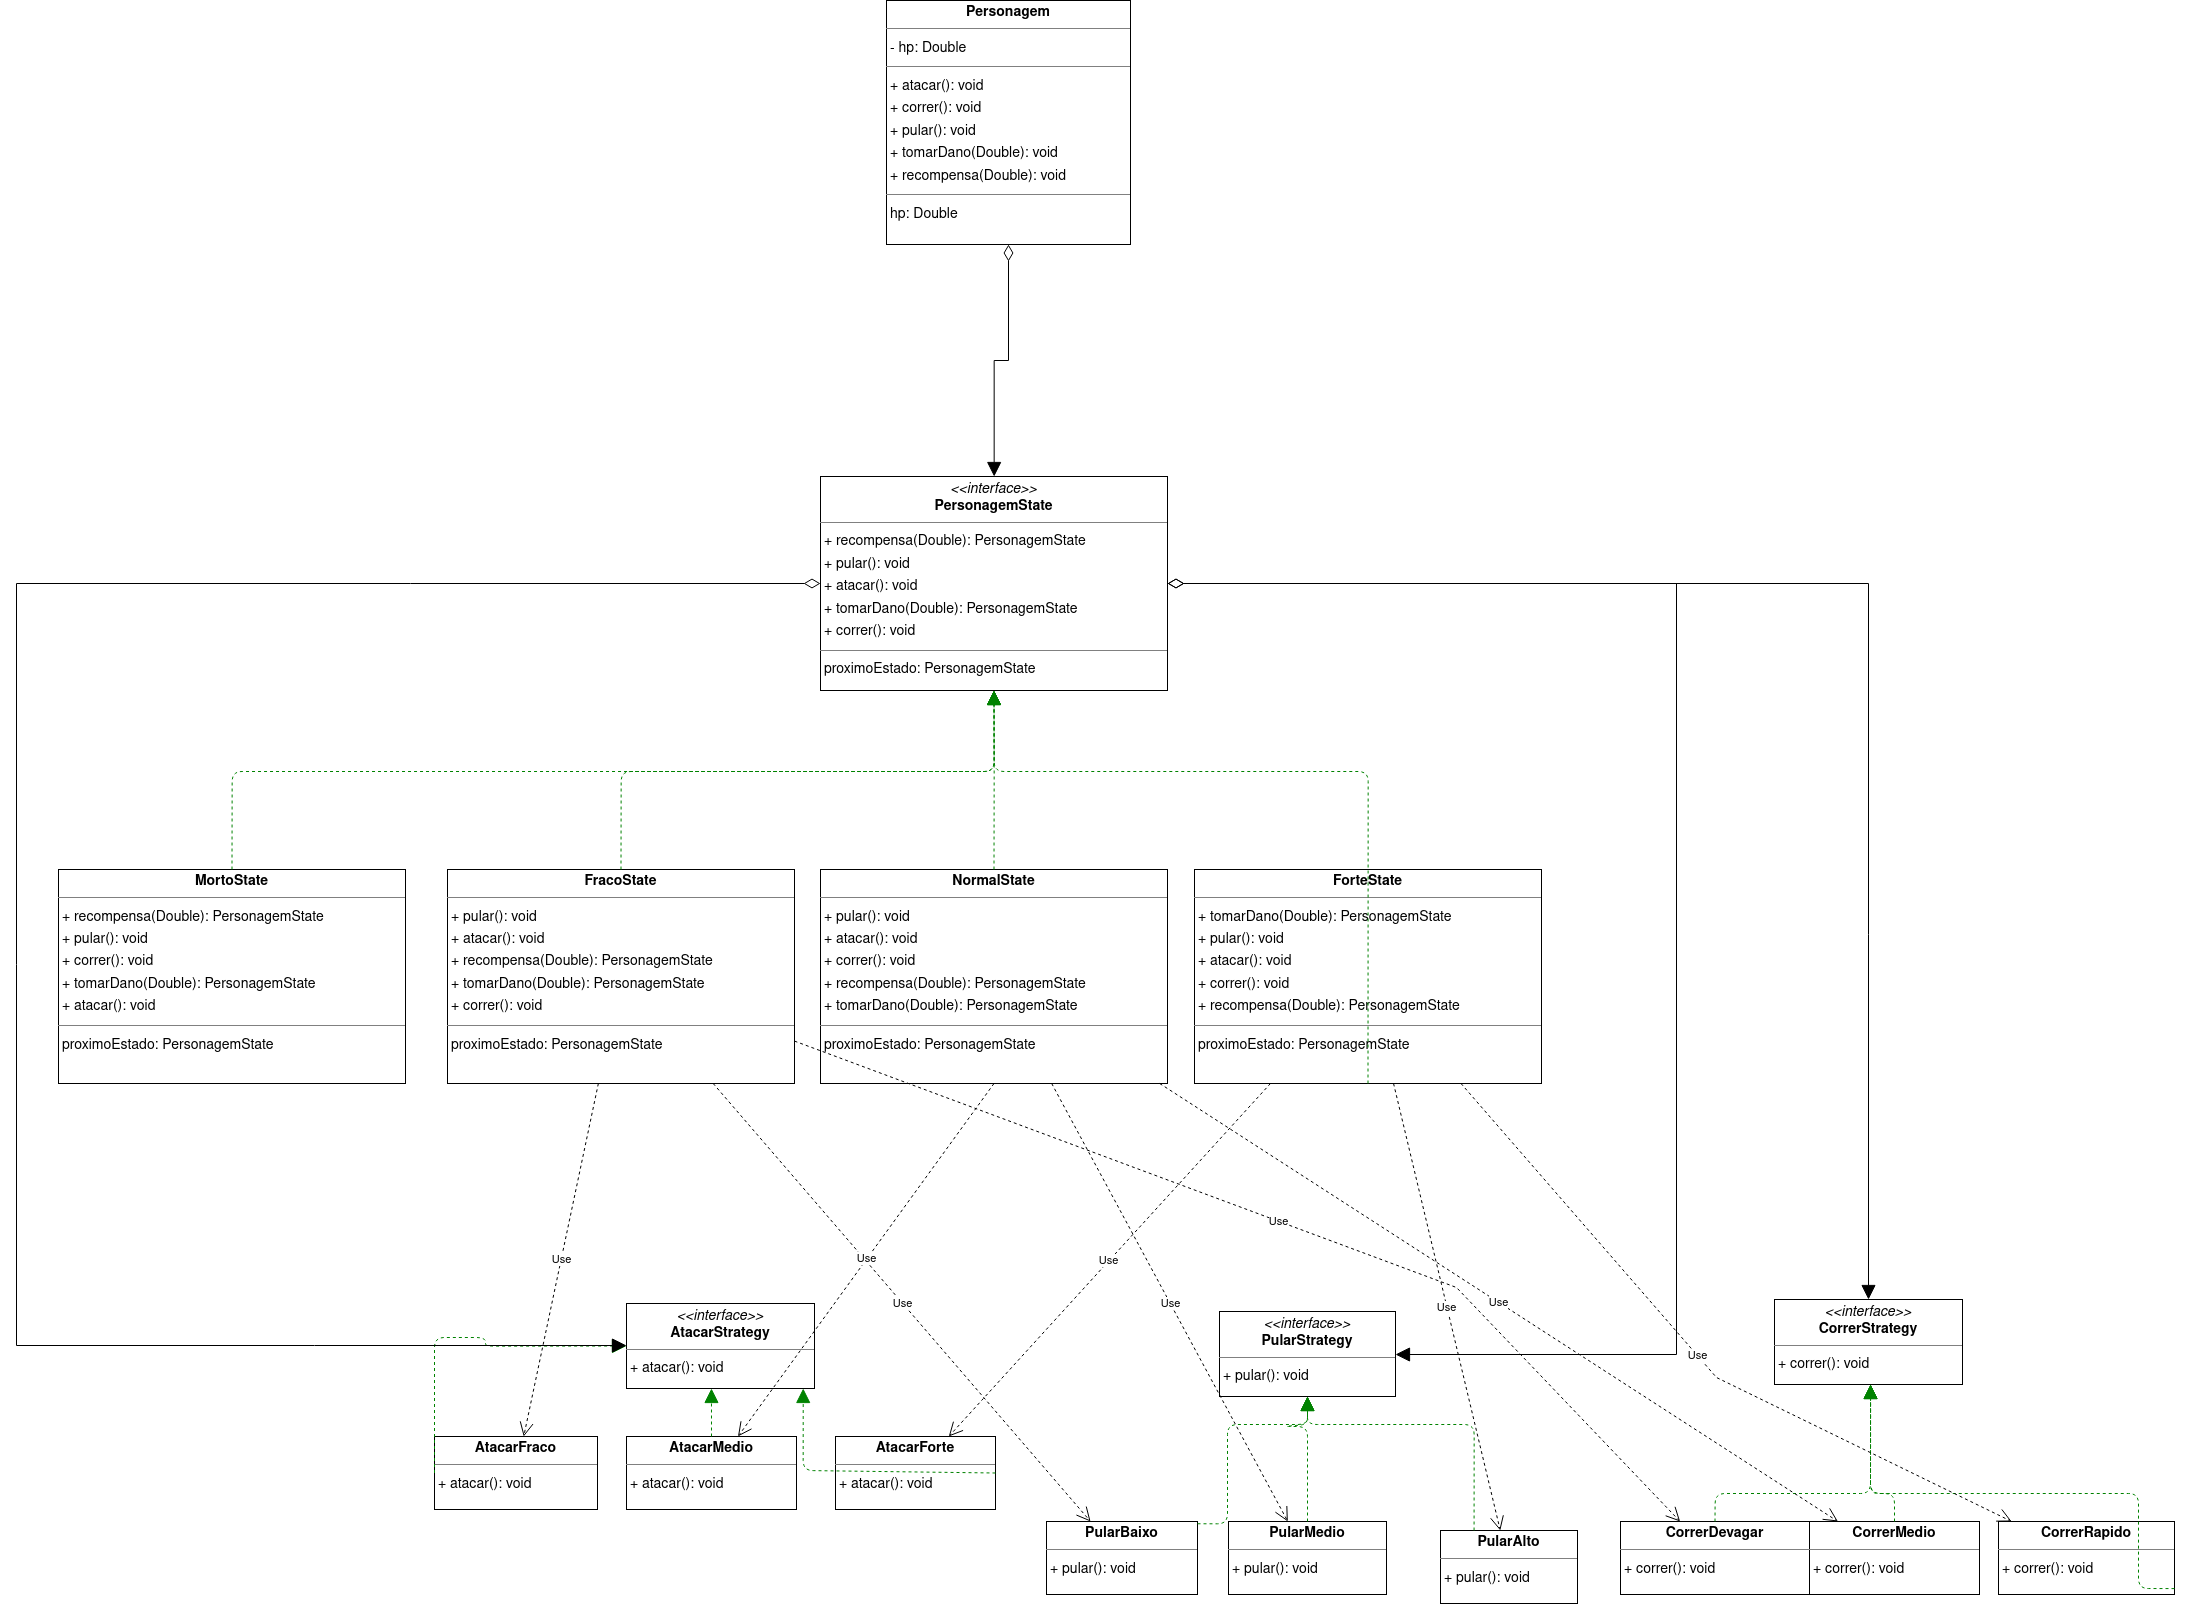 Personagem
- hp: Double
+ atacar(): void
+ correr(): void
+ pular(): void
+ tomarDano(Double): void
+ recompensa(Double): void
hp: Double
<<interface>>
PersonagemState
+ recompensa(Double): PersonagemState
+ pular(): void
+ atacar(): void
+ tomarDano(Double): PersonagemState
+ correr(): void
proximoEstado: PersonagemState
MortoState
+ recompensa(Double): PersonagemState
+ pular(): void
+ correr(): void
+ tomarDano(Double): PersonagemState
+ atacar(): void
proximoEstado: PersonagemState
FracoState
+ pular(): void
+ atacar(): void
+ recompensa(Double): PersonagemState
+ tomarDano(Double): PersonagemState
+ correr(): void
proximoEstado: PersonagemState
NormalState
+ pular(): void
+ atacar(): void
+ correr(): void
+ recompensa(Double): PersonagemState
+ tomarDano(Double): PersonagemState
proximoEstado: PersonagemState
ForteState
+ tomarDano(Double): PersonagemState
+ pular(): void
+ atacar(): void
+ correr(): void
+ recompensa(Double): PersonagemState
proximoEstado: PersonagemState
Use
Use
Use
Use
Use
Use
Use
Use
Use
<<interface>>
AtacarStrategy
+ atacar(): void
<<interface>>
PularStrategy
+ pular(): void
<<interface>>
CorrerStrategy
+ correr(): void
AtacarFraco
+ atacar(): void
AtacarMedio
+ atacar(): void
AtacarForte
+ atacar(): void
PularBaixo
+ pular(): void
PularMedio
+ pular(): void
PularAlto
+ pular(): void
CorrerDevagar
+ correr(): void
CorrerMedio
+ correr(): void
CorrerRapido
+ correr(): void